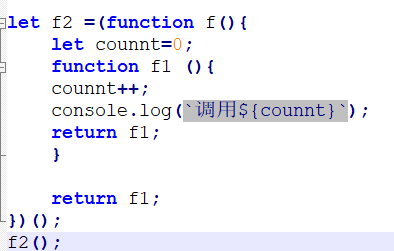 let f2 =(function f(){
let counnt=0;
function f1 (){
counnt++;
console.log(`调用${counnt}`);
return f1;
}
return f1;
})();
f2();